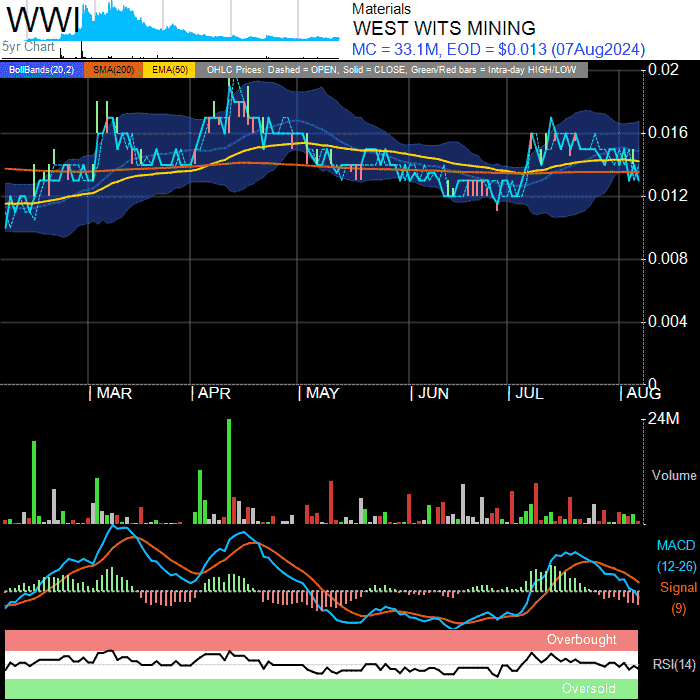 WWI
Materials
WEST WITS MINING
MC = 33.1M, EOD = $0.013 (07Aug2024)
5yr Chart
BollBands(20,2) SMA(200) EMA(50) OHLC Prices: Dashed = OPEN, Solid = CLOSE, Green/Red bars = Intra-day HIGH/LOW
0.02
0.016
0.012
0.008
0.004
0
MAR APR MAY JUN JUL AUG
24M
Volume
MACD
(12-26)
Signal
(9)
Overbought
RSI(14)
Oversold